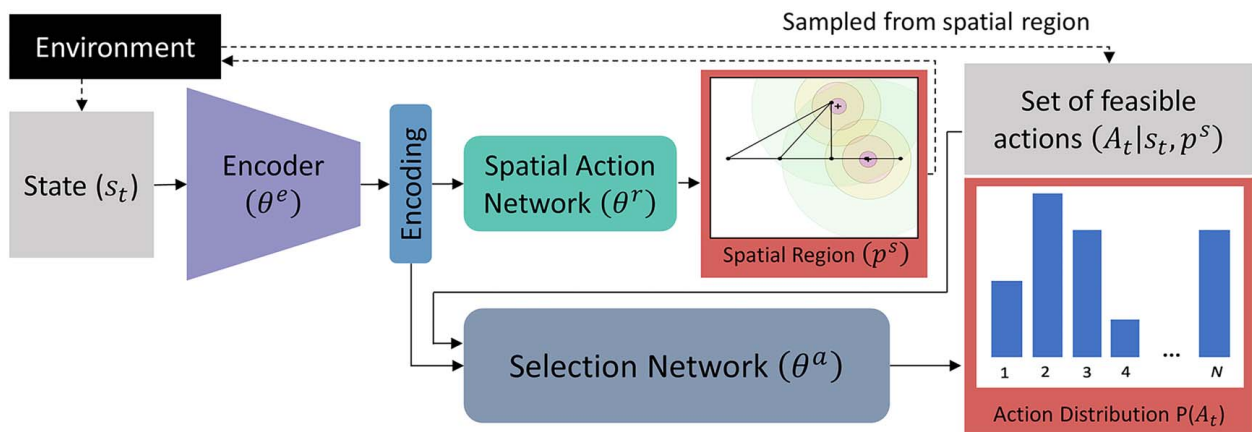 Environment
Sampled from spatial region
State (s_t)
Encoder
(θ^e)
Encoding
Spatial Action
Network (θ^r)
Spatial Region (p^s)
Set of feasible
actions (A_t|s_t, p^s)
Selection Network (θ^a)
1 2 3 4 ... N
Action Distribution P(A_t)